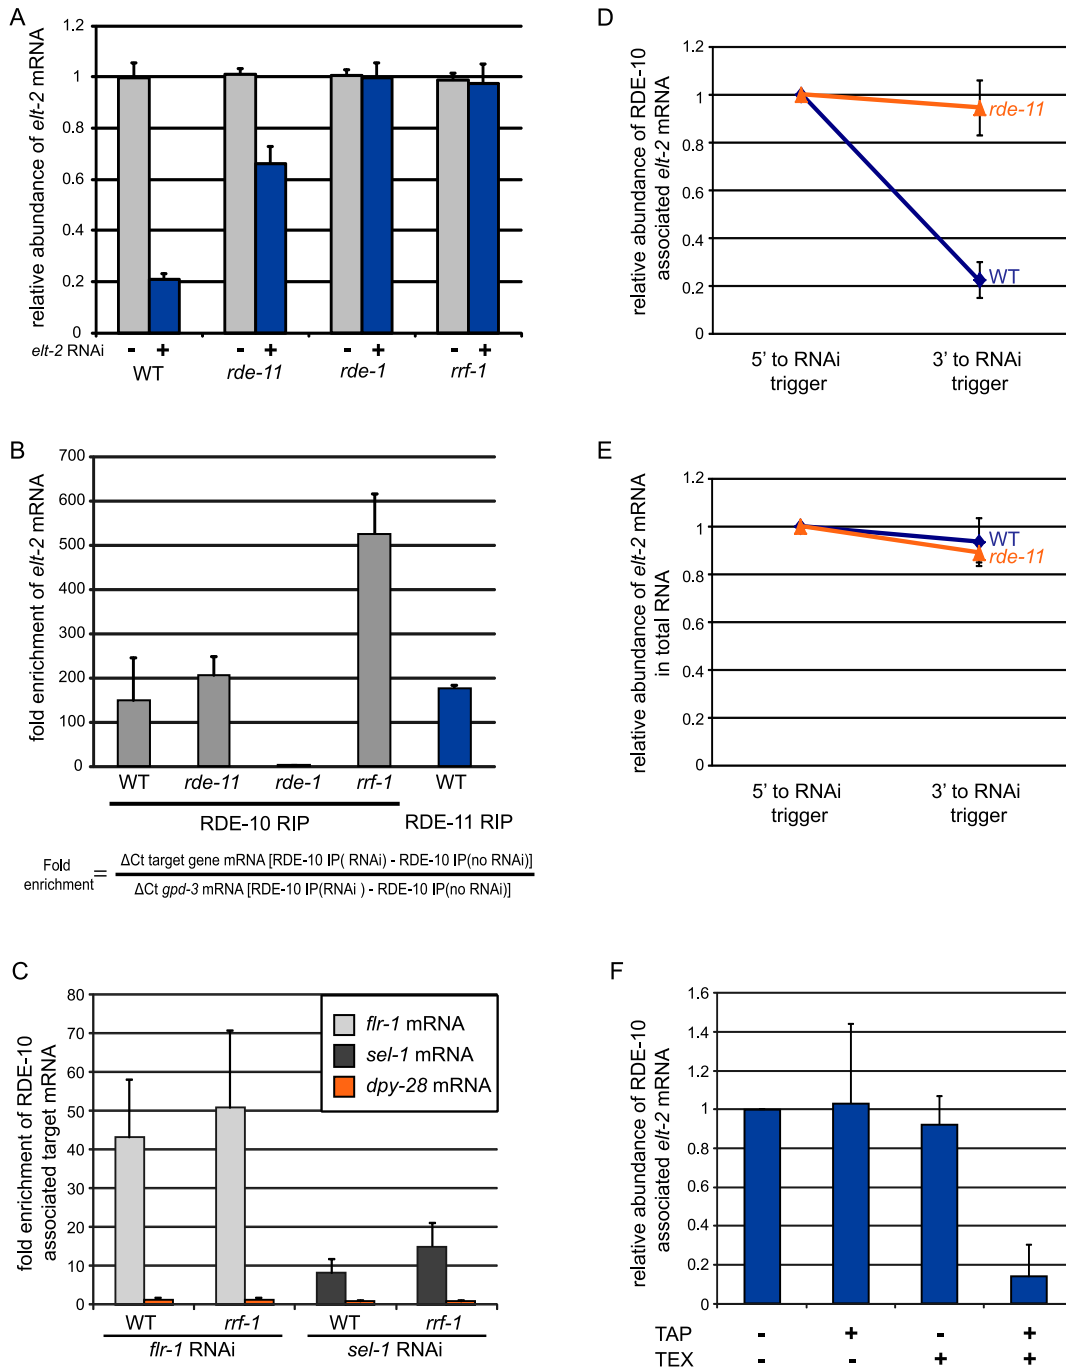 A
relative abundance of elt-2 mRNA
1.2
1
0.8
0.6
0.4
0.2
0
elt-2 RNAi - + - + - + - +
WT rde-11 rde-1 rrf-1
B
fold enrichment of elt-2 mRNA
700
600
500
400
300
200
100
0
WT rde-11 rde-1 rrf-1 WT
RDE-10 RIP RDE-11 RIP
Fold enrichment = ΔCt target gene mRNA [RDE-10 IP( RNAi) - RDE-10 IP(no RNAi)]
ΔCt gpd-3 mRNA [RDE-10 IP(RNAi ) - RDE-10 IP(no RNAi)]
C
fold enrichment of RDE-10
associated target mRNA
80
70
60
50
40
30
20
10
0
flr-1 mRNA
sel-1 mRNA
dpy-28 mRNA
WT rrf-1 WT rrf-1
flr-1 RNAi sel-1 RNAi
D
relative abundance of RDE-10
associated elt-2 mRNA
1.2
1
0.8
0.6
0.4
0.2
0
rde-11
WT
5' to RNAi
trigger
3' to RNAi
trigger
E
relative abundance of elt-2 mRNA
in total RNA
1.2
1
0.8
0.6
0.4
0.2
0
WT
rde-11
5' to RNAi
trigger
3' to RNAi
trigger
F
relative abundance of RDE-10
associated elt-2 mRNA
1.6
1.4
1.2
1
0.8
0.6
0.4
0.2
0
TAP - + - +
TEX - - + +